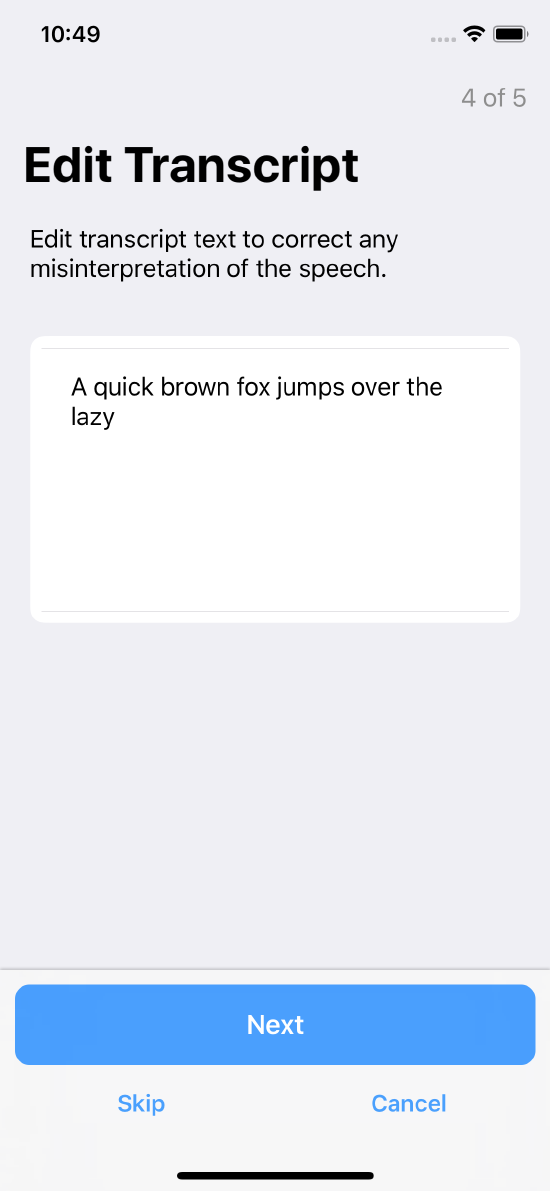 10:49
4 of 5
Edit Transcript
Edit transcript text to correct any
misinterpretation of the speech.
A quick brown fox jumps over the
lazy
Next
Skip
Cancel